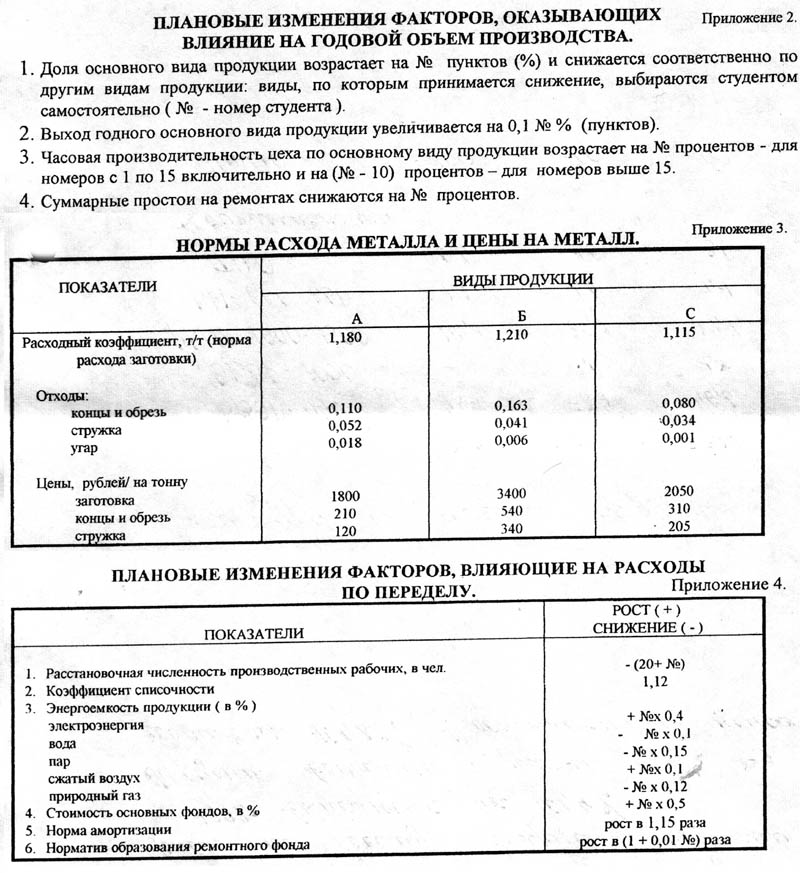 ПЛАНОВЫЕ ИЗМЕНЕНИЯ ФАКТОРОВ, ОКАЗЫВАЮЩИХ
Приложение 2.
ВЛИЯНИЕ НА ГОДОВОЙ ОБЪЕМ ПРОИЗВОДСТВА.
1. Доля основного вида продукции возрастает на № пунктов (%) и снижается соответственно по
другим видам продукции: виды, по которым принимается снижение, выбираются студентом
самостоятельно ( № - номер студента ).
2. Выход годного основного вида продукции увеличивается на 0,1 № % (пунктов).
3. Часовая производительность цеха по основному виду продукции возрастает на № процентов - для
номеров с 1 по 15 включительно и на (№ - 10) процентов – для номеров выше 15.
4. Суммарные простои на ремонтах снижаются на № процентов.
Приложение 3.
НОРМЫ РАСХОДА МЕТАЛЛА И ЦЕНЫ НА МЕТАЛЛ.
ПОКАЗАТЕЛИ
ВИДЫ ПРОДУКЦИИ
А Б С
Расходный коэффициент, т/т (норма 1,180 1,210 1,115
расхода заготовки)
Отходы:
концы и обрезь 0,110 0,163 0,080
стружка 0,052 0,041 0,034
угар 0,018 0,006 0,001
Цены, рублей/ на тонну
заготовка 1800 3400 2050
концы и обрезь 210 540 310
стружка 120 340 205
ПЛАНОВЫЕ ИЗМЕНЕНИЯ ФАКТОРОВ, ВЛИЯЮЩИЕ НА РАСХОДЫ
ПО ПЕРЕДЕЛУ.
Приложение 4.
ПОКАЗАТЕЛИ
РОСТ ( + )
СНИЖЕНИЕ ( - )
1. Расстановочная численность производственных рабочих, в чел. - (20+ №)
2. Коэффициент списочности 1,12
3. Энергоемкость продукции ( в % )
электроэнергия + №х 0,4
вода - № х 0,1
пар - № х 0,15
сжатый воздух + №х 0,1
природный газ - № х 0,12
4. Стоимость основных фондов, в % + № х 0,5
5. Норма амортизации рост в 1,15 раза
6. Норматив образования ремонтного фонда рост в (1 + 0,01 №) раза